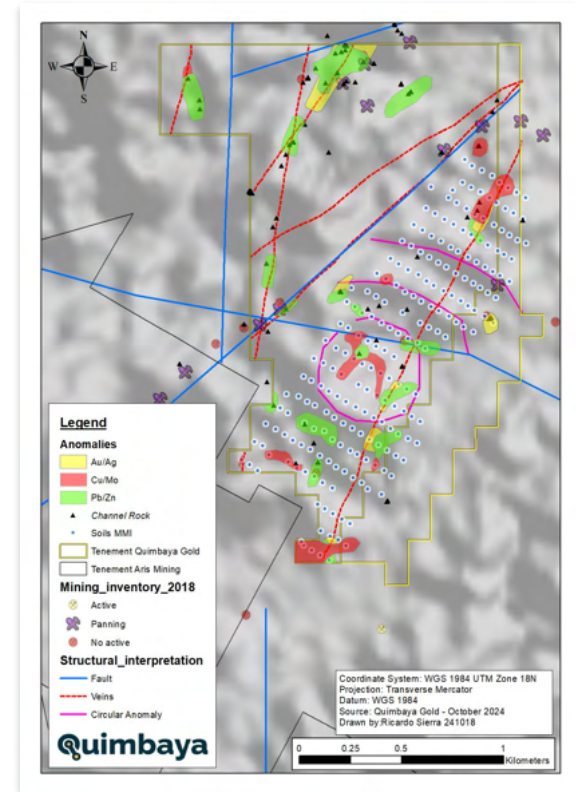 N
W E
S
Legend
Anomalies
Au/Ag
Cu/Mo
Pb/Zn
Channel Rock
Soils MMI
Tenement Quimbaya Gold
Tenement Aris Mining
Mining_inventory_2018
Active
Panning
No active
Structural_interpretation
Fault
Veins
Circular Anomaly
Quimbaya
Coordinate System: WGS 1984 UTM Zone 18N
Projection: Transverse Mercator
Datum: WGS 1984
Source: Quimbaya Gold - October 2024
Drawn by:Ricardo Sierra 241018
0 0.25 0.5 1
Kilometers